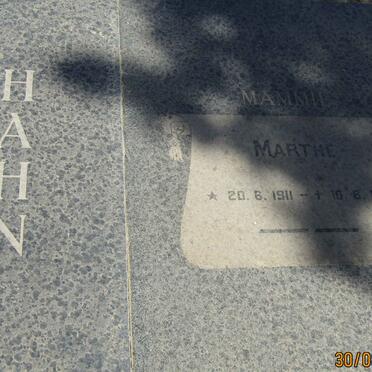 HAHN
MAMMIE
MARTHE
* 20. 6. 1911 – † 10. 6.
30/0